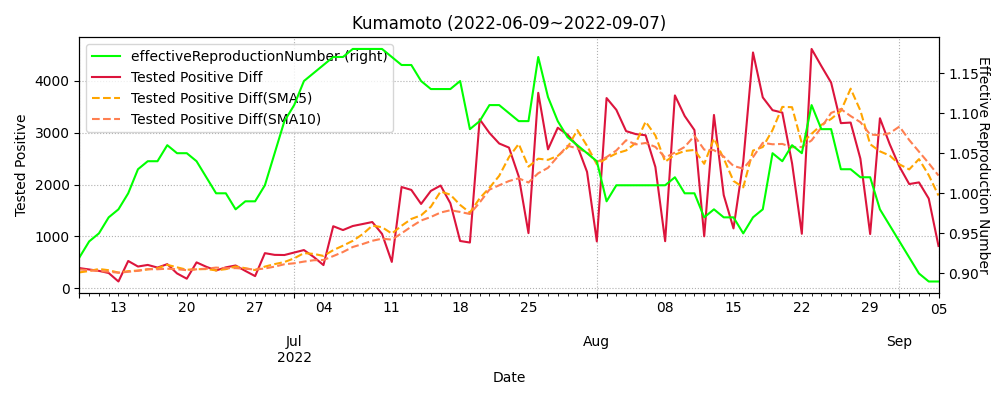 Kumamoto (2022-06-09~2022-09-07)
effectiveReproductionNumber (right)
Tested Positive Diff
Tested Positive Diff(SMA5)
Tested Positive Diff(SMA10)
Tested Positive
4000
3000
2000
1000
0
Effective Reproduction Number
1.15
1.10
1.05
1.00
0.95
0.90
13 20 27 04 11 18 25 08 15 22 29 05
Jul Aug Sep
2022
Date